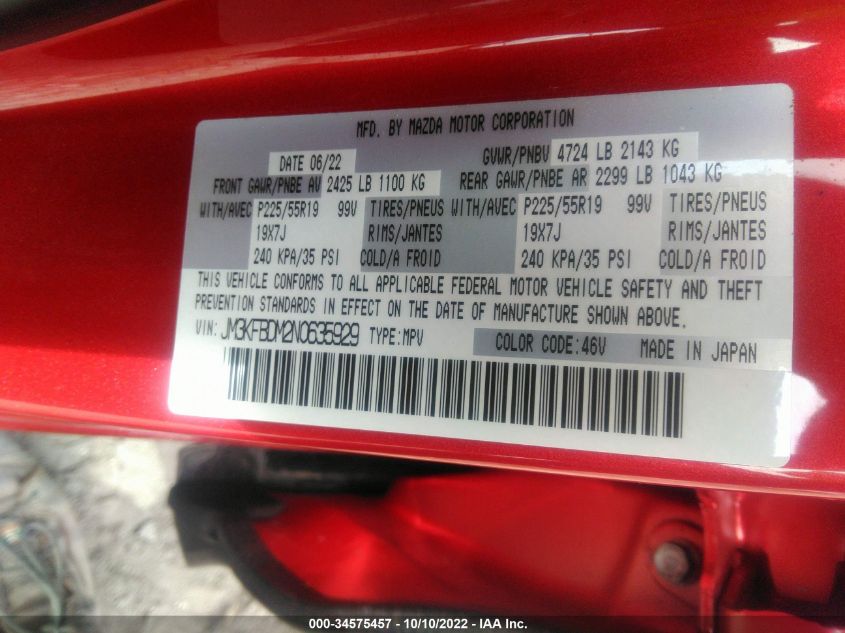 MFD. BY MAZDA MOTOR CORPORATION
DATE 06/22 GVWR/PNBV 4724 LB 2143 KG
FRONT GAWR/PNBE AV 2425 LB 1100 KG REAR GAWR/PNBE AR 2299 LB 1043 KG
WITH/AVEC P225/55R19 99V TIRES/PNEUS WITH/AVEC P225/55R19 99V TIRES/PNEUS
19X7J RIMS/JANTES 19X7J RIMS/JANTES
240 KPA/35 PSI COLD/A FROID 240 KPA/35 PSI COLD/A FROID
THIS VEHICLE CONFORMS TO ALL APPLICABLE FEDERAL MOTOR VEHICLE SAFETY AND THEFT
PREVENTION STANDARDS IN EFFECT ON THE DATE OF MANUFACTURE SHOWN ABOVE.
VIN: JM3KFBDM2N0635929 TYPE:MPV COLOR CODE:46V MADE IN JAPAN
000-34575457 - 10/10/2022 - IAA Inc.